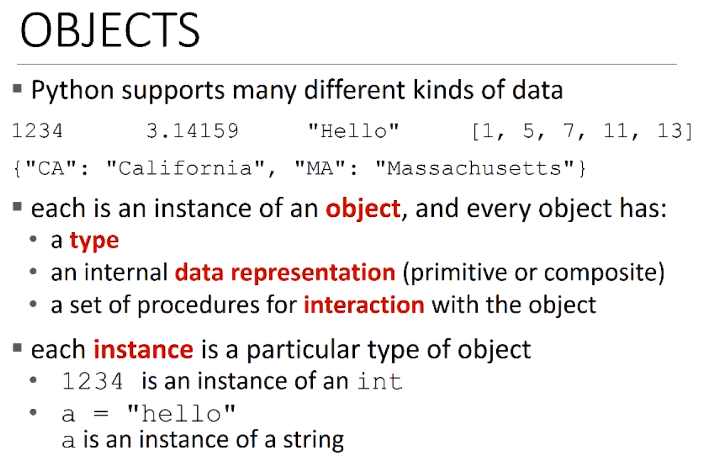 OBJECTS
▪ Python supports many different kinds of data
1234 3.14159 "Hello" [1, 5, 7, 11, 13]
{"CA": "California", "MA": "Massachusetts"}
▪ each is an instance of an object, and every object has:
• a type
• an internal data representation (primitive or composite)
• a set of procedures for interaction with the object
▪ each instance is a particular type of object
• 1234 is an instance of an int
• a = "hello"
a is an instance of a string